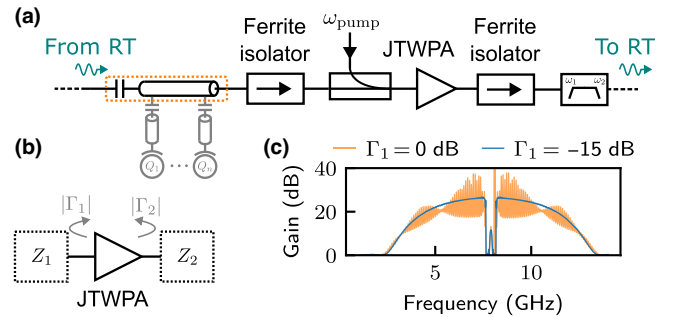 (a)
From RT
Ferrite
isolator
ω_pump
JTWPA
Ferrite
isolator
To RT
ω₁ ω₂
Q₁ ... Qₙ
(b)
|Γ₁| |Γ₂|
Z₁ Z₂
JTWPA
(c)
Γ₁ = 0 dB Γ₁ = −15 dB
Gain (dB)
40
20
0
5 10
Frequency (GHz)